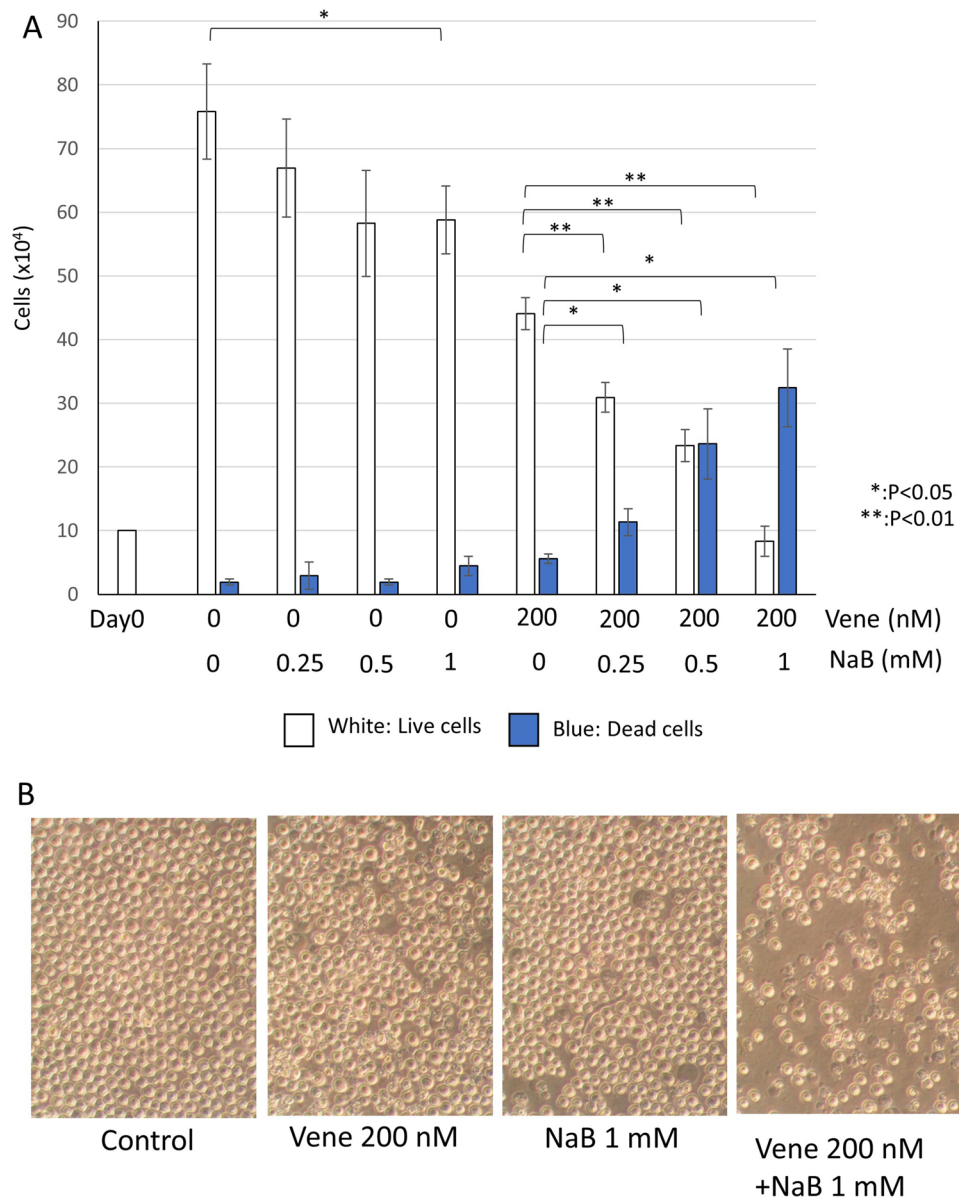 A
*
90
80
70
60
50
40
30
20
10
0
Cells (x10⁴)
**
**
**
*
*
*
*:P<0.05
**:P<0.01
Day0 0 0 0 0 200 200 200 200 Vene (nM)
0 0.25 0.5 1 0 0.25 0.5 1 NaB (mM)
White: Live cells Blue: Dead cells
B
Control Vene 200 nM NaB 1 mM Vene 200 nM
+NaB 1 mM